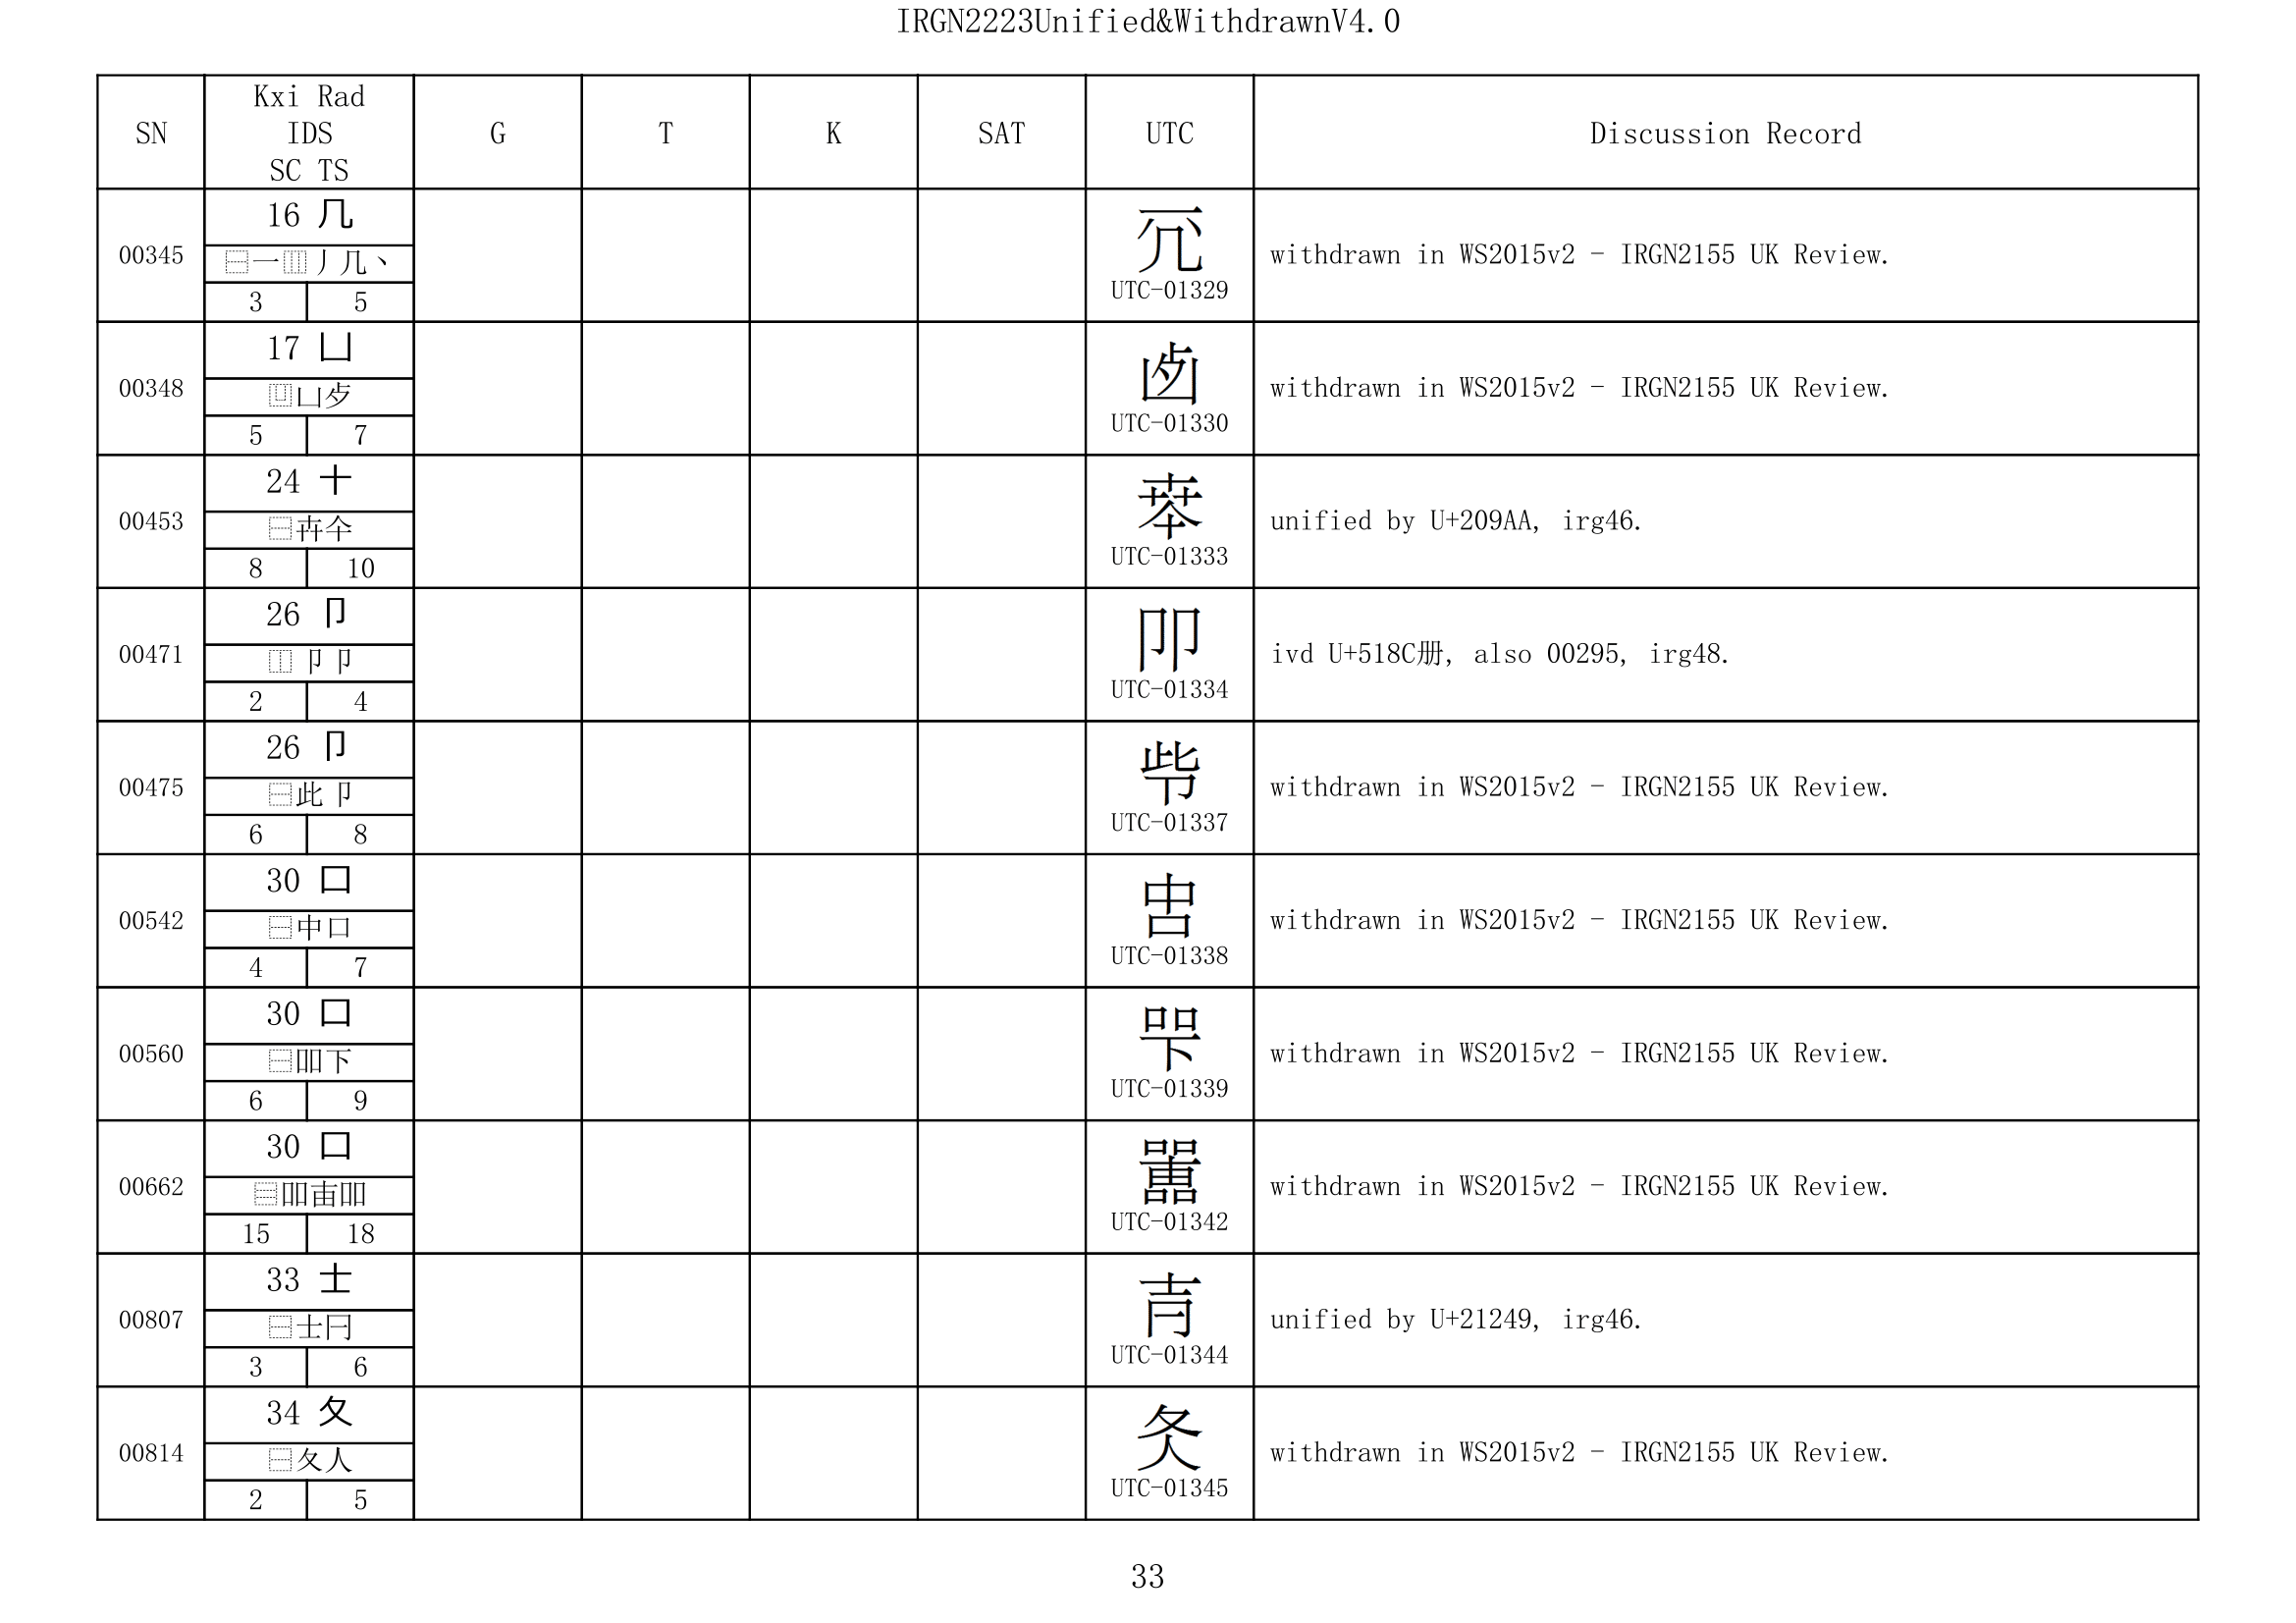 IRGN2223Unified&WithdrawnV4.0
SN
Kxi Rad
IDS
SC TS
G
T
K
SAT
UTC
Discussion Record
00345
16 几
⿱一⿲丿几丶
3 5
UTC-01329
withdrawn in WS2015v2 - IRGN2155 UK Review.
00348
17 凵
⿶凵歺
5 7
UTC-01330
withdrawn in WS2015v2 - IRGN2155 UK Review.
00453
24 十
⿱卉仐
8 10
UTC-01333
unified by U+209AA, irg46.
00471
26 卩
⿰卩卩
2 4
UTC-01334
ivd U+518C册, also 00295, irg48.
00475
26 卩
⿱此卩
6 8
UTC-01337
withdrawn in WS2015v2 - IRGN2155 UK Review.
00542
30 口
⿱中口
4 7
UTC-01338
withdrawn in WS2015v2 - IRGN2155 UK Review.
00560
30 口
⿱吅下
6 9
UTC-01339
withdrawn in WS2015v2 - IRGN2155 UK Review.
00662
30 口
⿳吅亩吅
15 18
UTC-01342
withdrawn in WS2015v2 - IRGN2155 UK Review.
00807
33 士
⿱士冃
3 6
UTC-01344
unified by U+21249, irg46.
00814
34 夂
⿱夂人
2 5
UTC-01345
withdrawn in WS2015v2 - IRGN2155 UK Review.
33